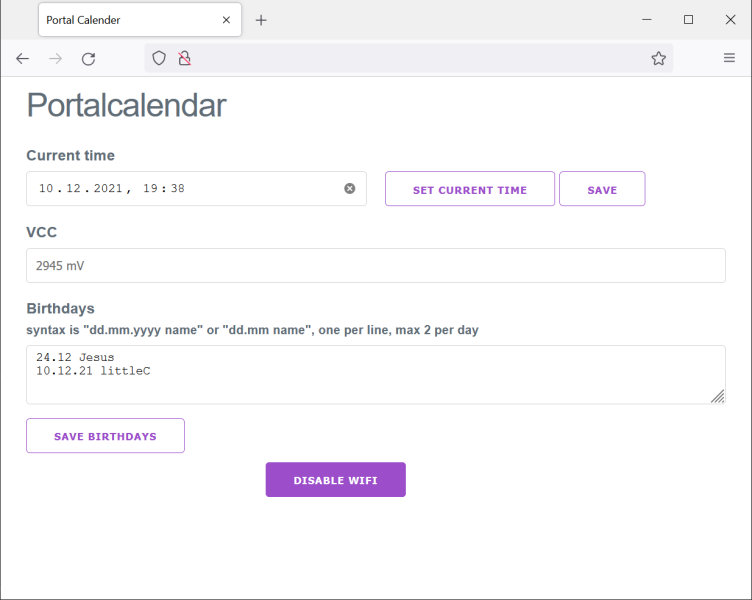 Portal Calender
Portalcalendar
Current time
10.12.2021, 19:38
SET CURRENT TIME
SAVE
VCC
2945 mV
Birthdays
syntax is "dd.mm.yyyy name" or "dd.mm name", one per line, max 2 per day
24.12 Jesus
10.12.21 littleC
SAVE BIRTHDAYS
DISABLE WIFI